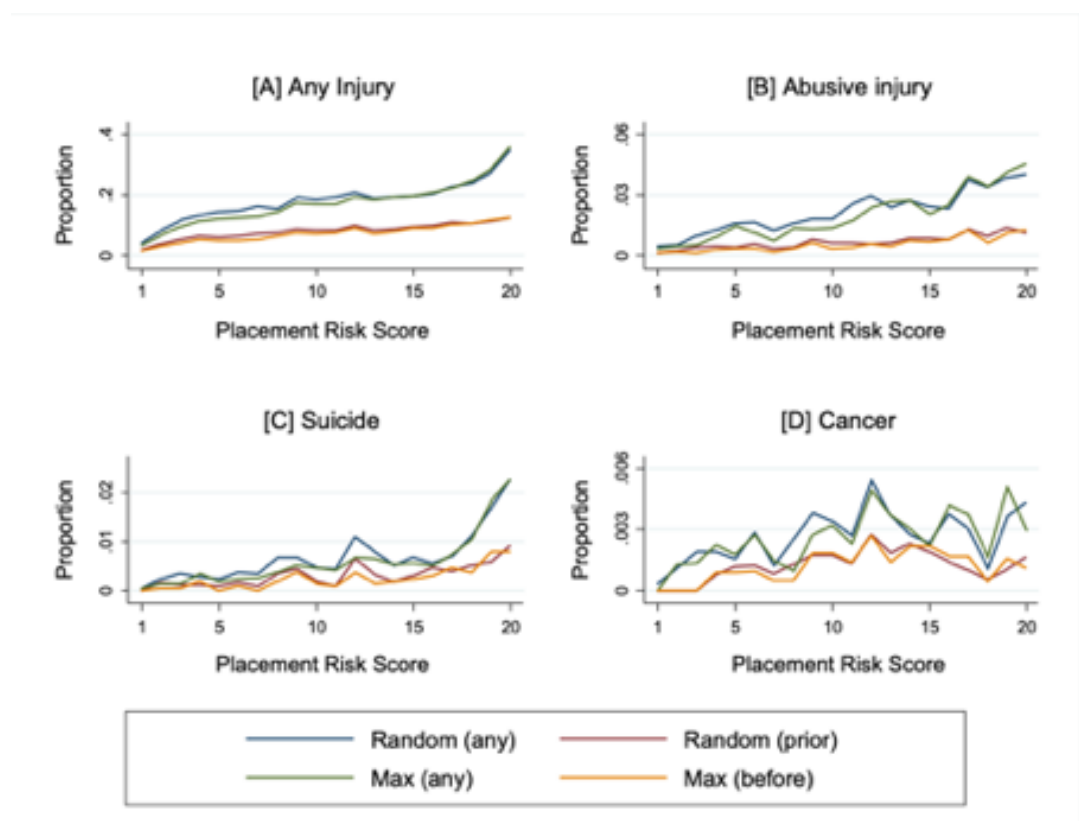 [A] Any Injury
Proportion
0 .2 .4
1 5 10 15 20
Placement Risk Score
[B] Abusive injury
Proportion
0 .03 .06
1 5 10 15 20
Placement Risk Score
[C] Suicide
Proportion
0 .01 .02
1 5 10 15 20
Placement Risk Score
[D] Cancer
Proportion
0 .003 .006
1 5 10 15 20
Placement Risk Score
Random (any) Random (prior)
Max (any) Max (before)